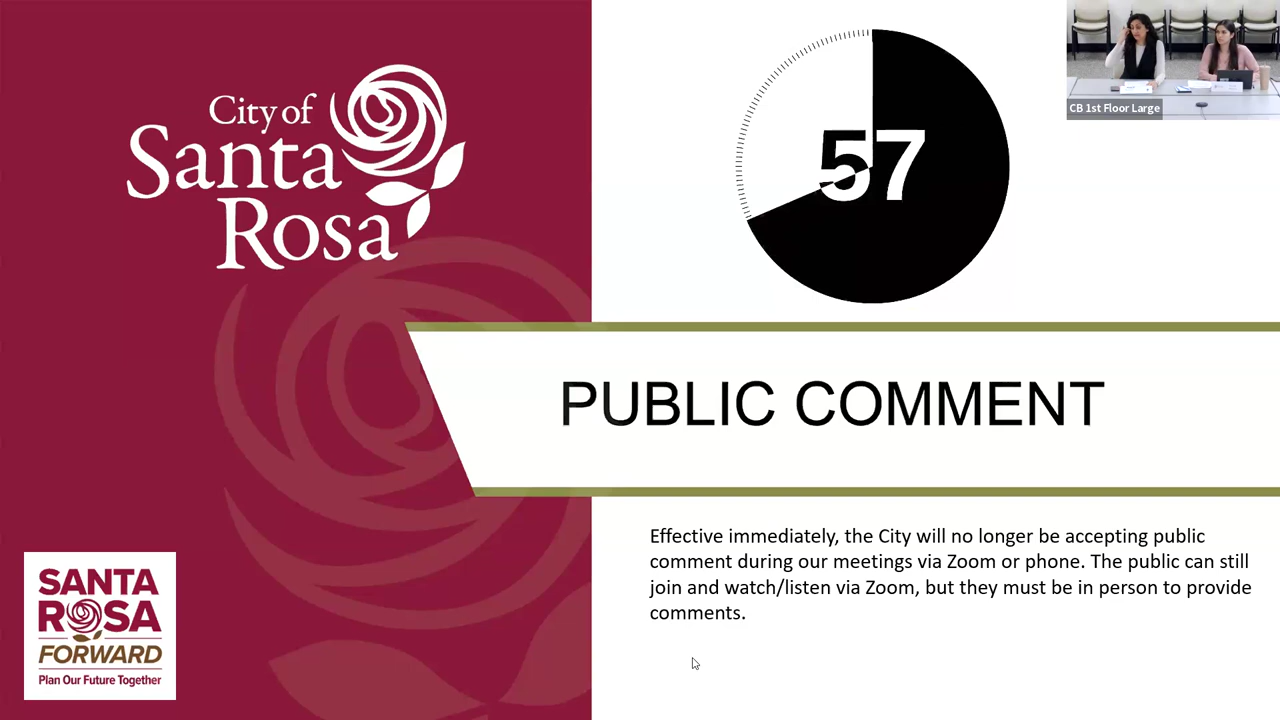 City of
Santa
Rosa
57
CB 1st Floor Large
PUBLIC COMMENT
Effective immediately, the City will no longer be accepting public
comment during our meetings via Zoom or phone. The public can still
join and watch/listen via Zoom, but they must be in person to provide
comments.
SANTA
ROSA
FORWARD
Plan Our Future Together